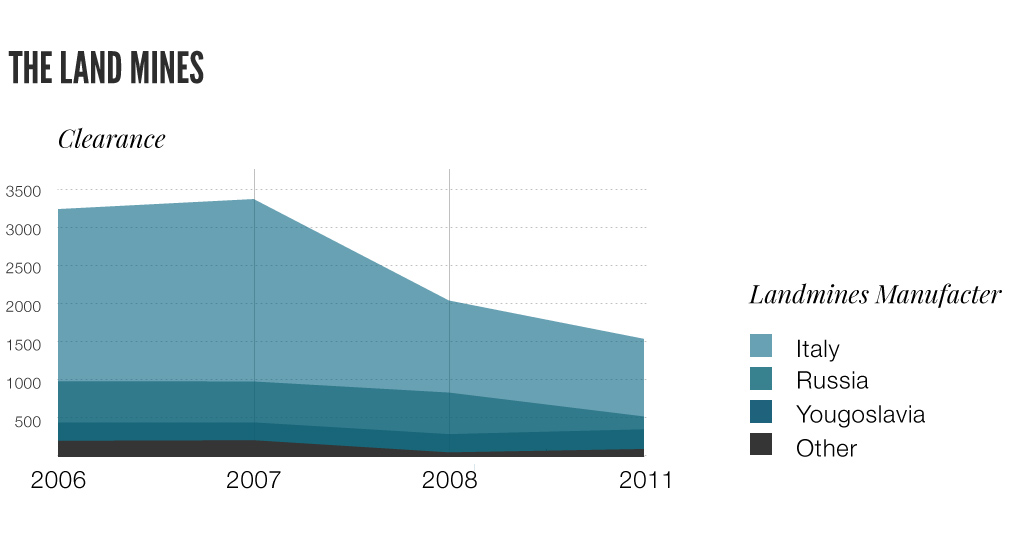 THE LAND MINES
Clearance
3500
3000
2500
2000
1500
1000
500
2006 2007 2008 2011
Landmines Manufacter
Italy
Russia
Yougoslavia
Other